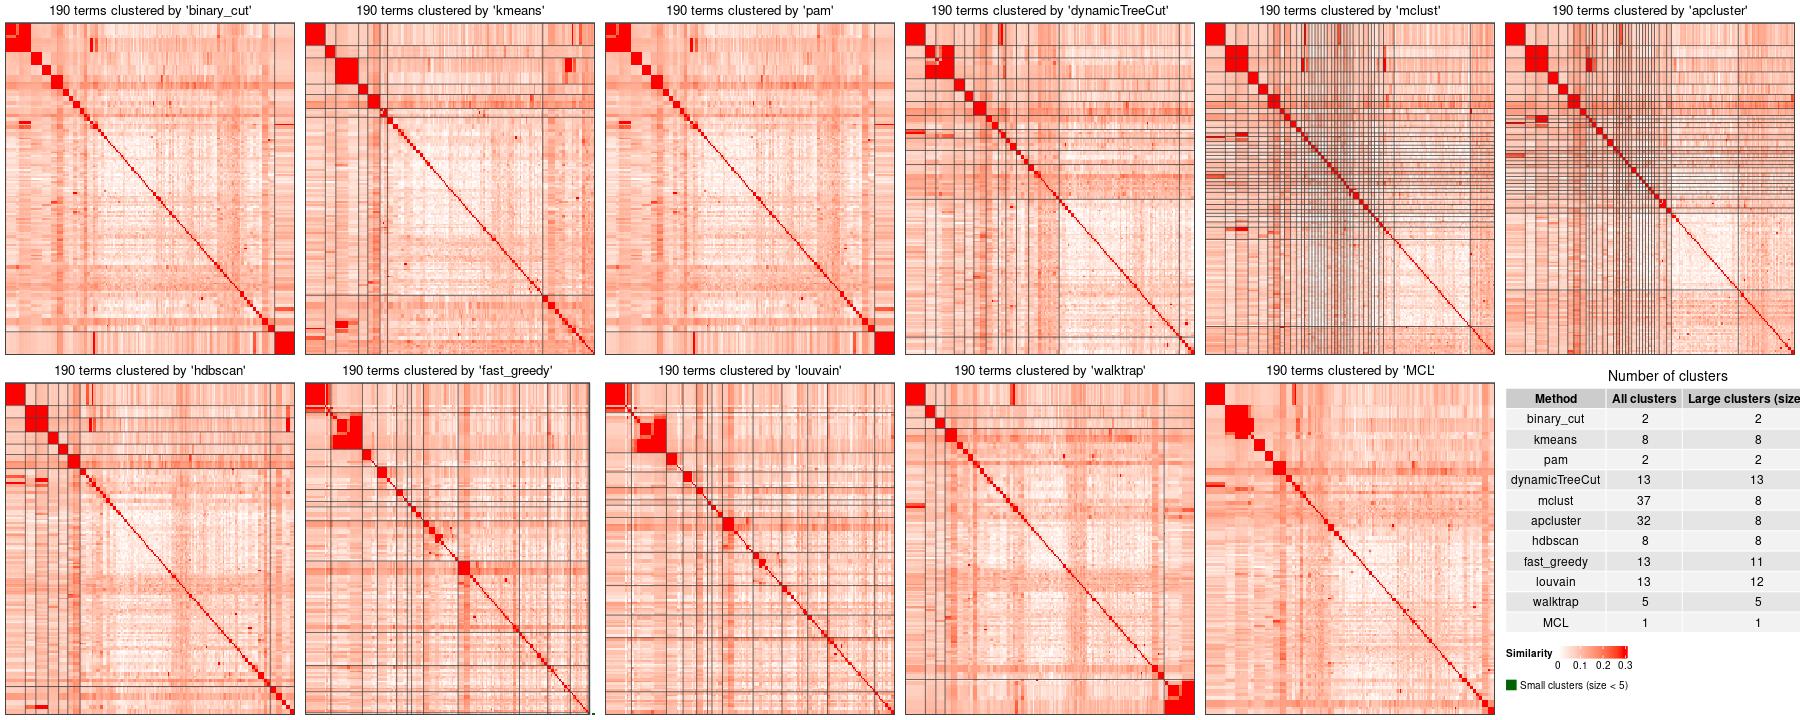 190 terms clustered by 'binary_cut'
190 terms clustered by 'kmeans'
190 terms clustered by 'pam'
190 terms clustered by 'dynamicTreeCut'
190 terms clustered by 'mclust'
190 terms clustered by 'apcluster'
190 terms clustered by 'hdbscan'
190 terms clustered by 'fast_greedy'
190 terms clustered by 'louvain'
190 terms clustered by 'walktrap'
190 terms clustered by 'MCL'
Number of clusters
Method All clusters Large clusters (size
binary_cut 2 2
kmeans 8 8
pam 2 2
dynamicTreeCut 13 13
mclust 37 8
apcluster 32 8
hdbscan 8 8
fast_greedy 13 11
louvain 13 12
walktrap 5 5
MCL 1 1
Similarity
0 0.1 0.2 0.3
Small clusters (size < 5)